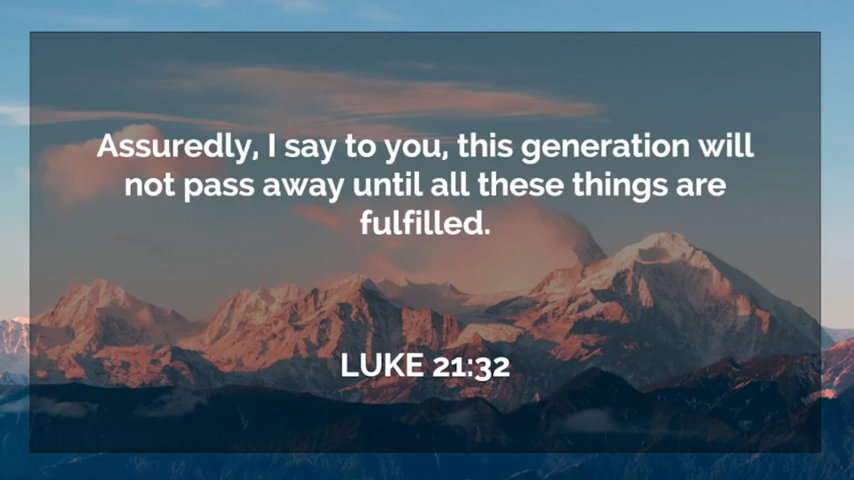 Assuredly, I say to you, this generation will
not pass away until all these things are
fulfilled.
LUKE 21:32